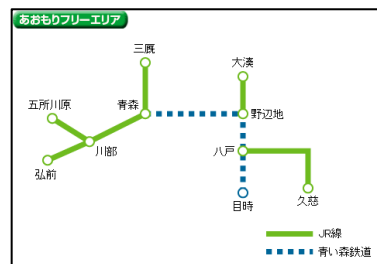 あおもりフリーエリア
三厩
大湊
五所川原
青森
野辺地
川部
八戸
弘前
目時
久慈
JR線
青い森鉄道